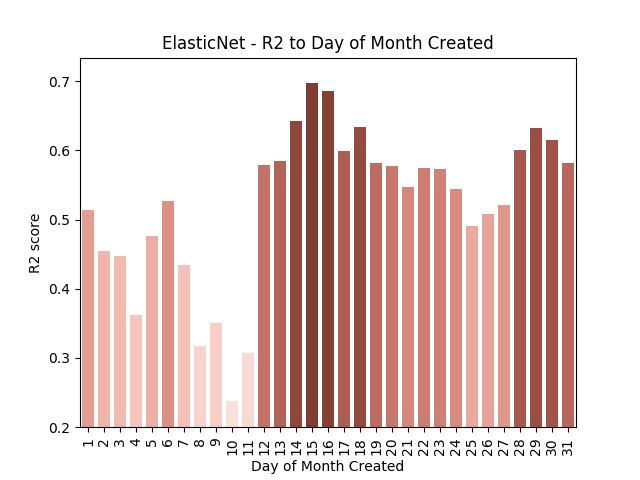 ElasticNet - R2 to Day of Month Created
R2 score
0.7
0.6
0.5
0.4
0.3
0.2
1 2 3 4 5 6 7 8 9 10 11 12 13 14 15 16 17 18 19 20 21 22 23 24 25 26 27 28 29 30 31
Day of Month Created